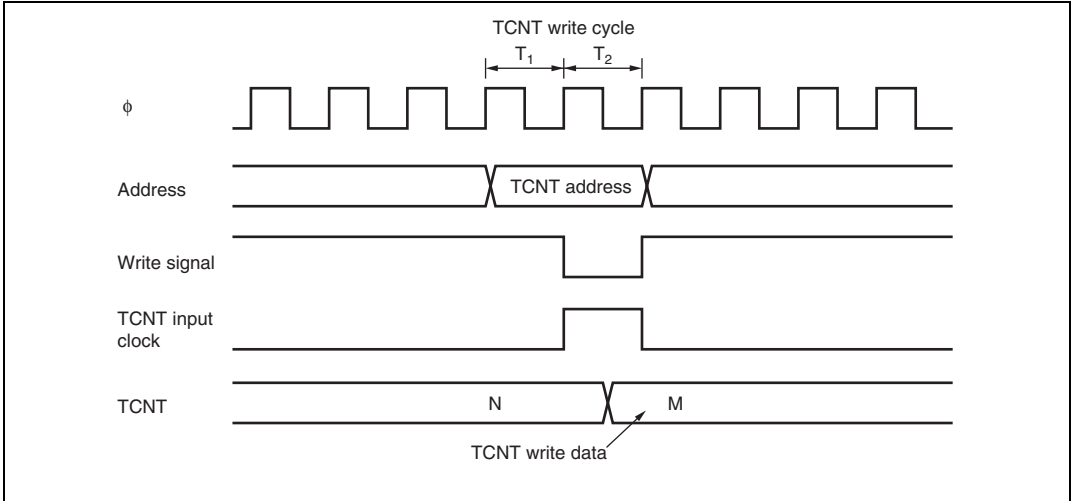 TCNT write cycle
T₁ T₂
ϕ
Address
TCNT address
Write signal
TCNT input
clock
TCNT
N
M
TCNT write data